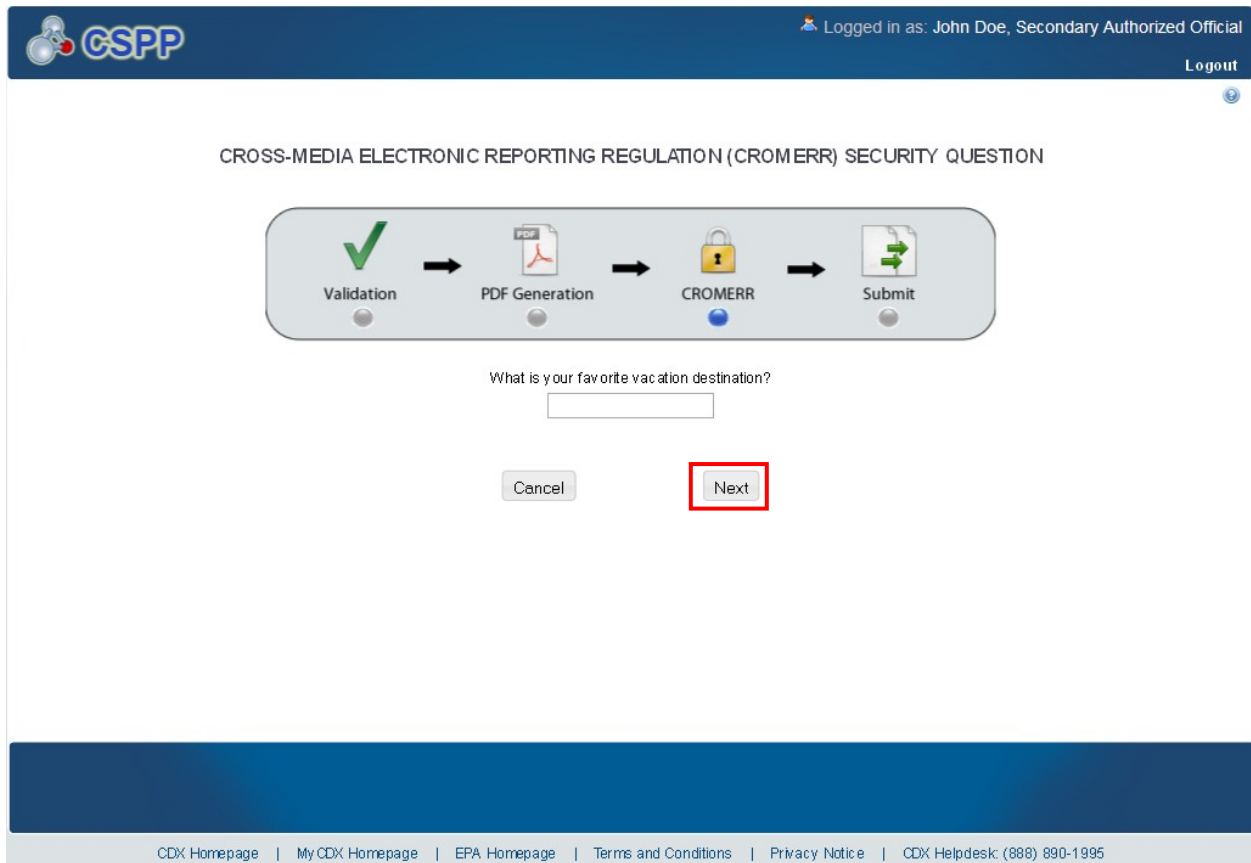 CSPP
Logged in as: John Doe, Secondary Authorized Official
Logout
CROSS-MEDIA ELECTRONIC REPORTING REGULATION (CROMERR) SECURITY QUESTION
PDF
Validation PDF Generation CROMERR Submit
What is your favorite vacation destination?
Cancel Next
CDX Homepage | MyCDX Homepage | EPA Homepage | Terms and Conditions | Privacy Notice | CDX Helpdesk: (888) 890-1995